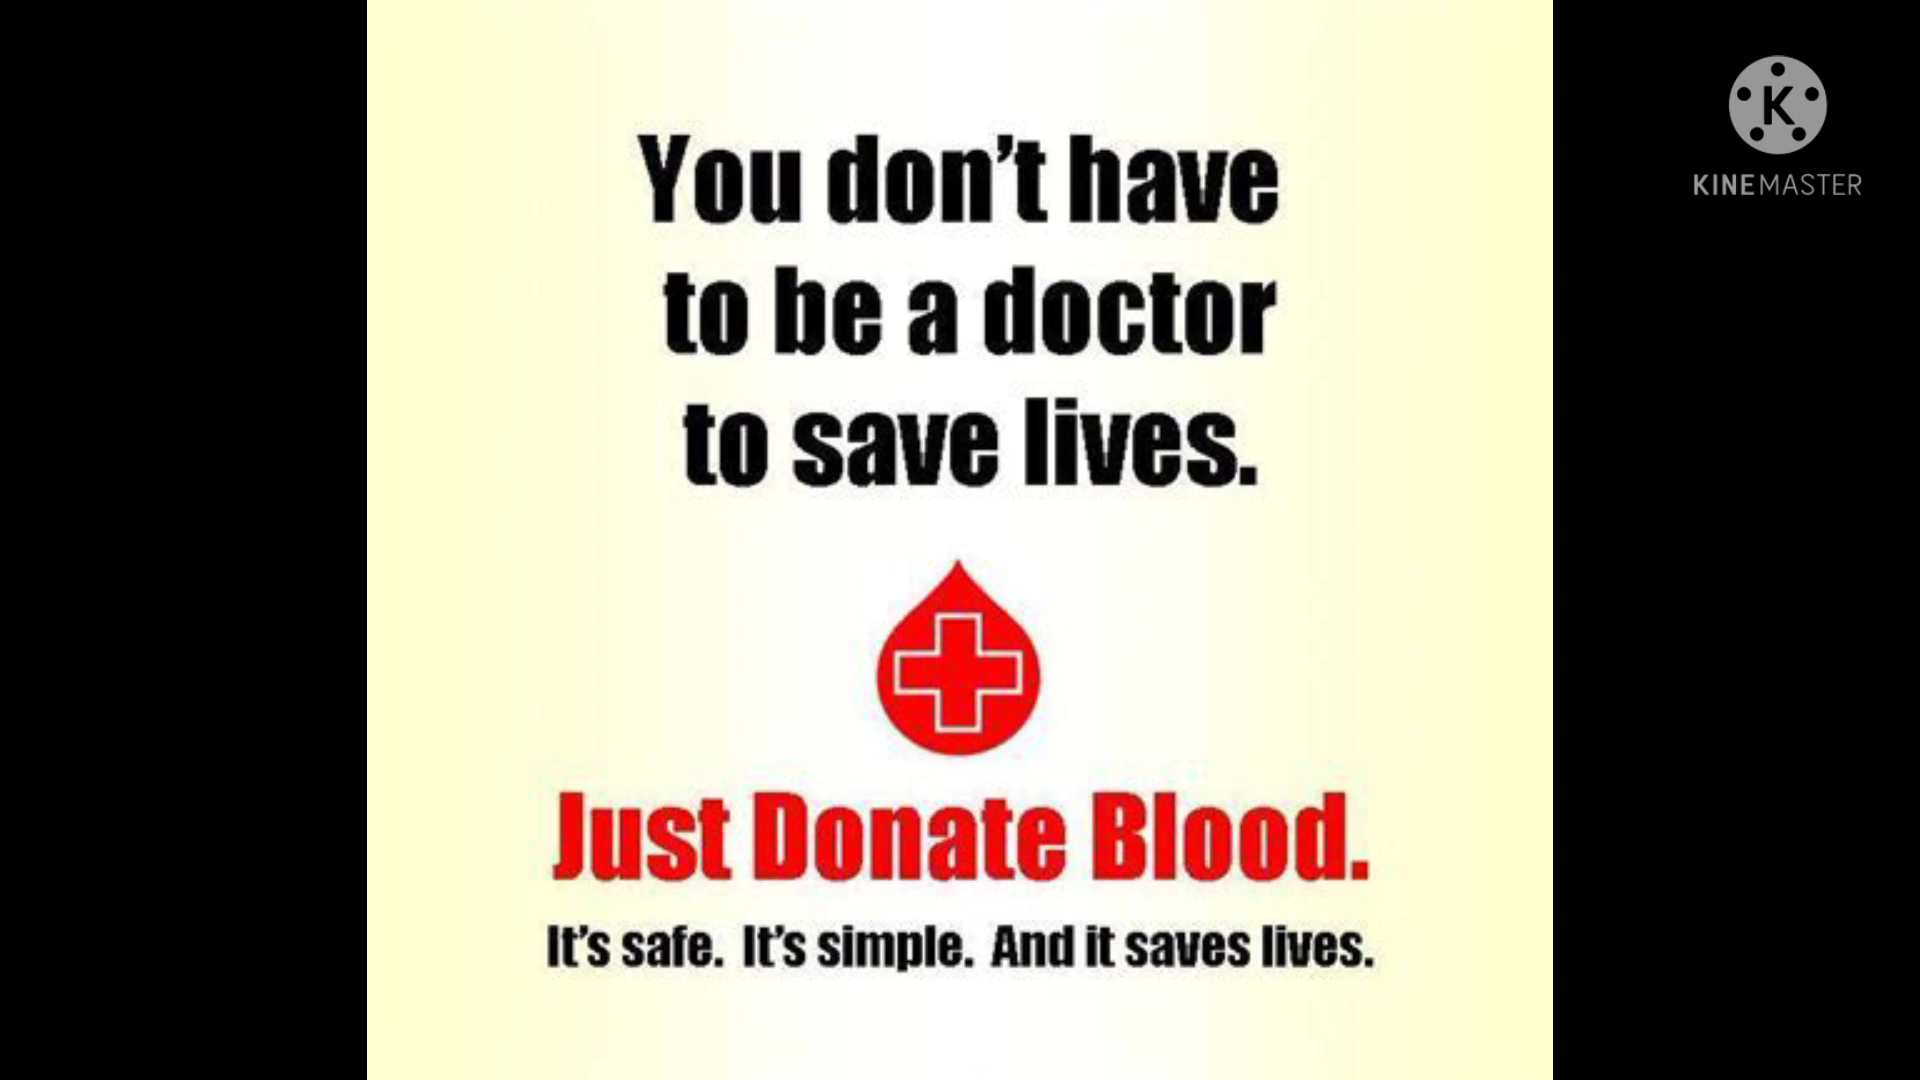 You don't have
to be a doctor
to save lives.
Just Donate Blood.
It's safe. It's simple. And it saves lives.
K
KINEMASTER